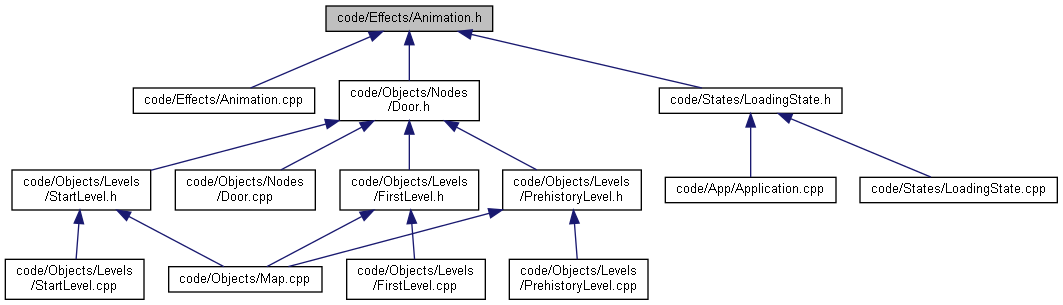 code/Effects/Animation.h
code/Effects/Animation.cpp
code/Objects/Nodes
/Door.h
code/States/LoadingState.h
code/Objects/Levels
/StartLevel.h
code/Objects/Nodes
/Door.cpp
code/Objects/Levels
/FirstLevel.h
code/Objects/Levels
/PrehistoryLevel.h
code/App/Application.cpp
code/States/LoadingState.cpp
code/Objects/Levels
/StartLevel.cpp
code/Objects/Map.cpp
code/Objects/Levels
/FirstLevel.cpp
code/Objects/Levels
/PrehistoryLevel.cpp